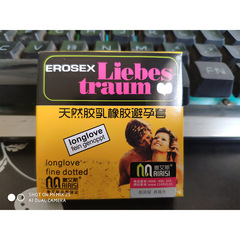 EROSEX
Liebes
traum
天然胶乳橡胶避孕套
longlove
fein genoppt
longlove
fine dotted
AIRISI
SHOT ON MI MIX 2S
AI DUAL CAMERA